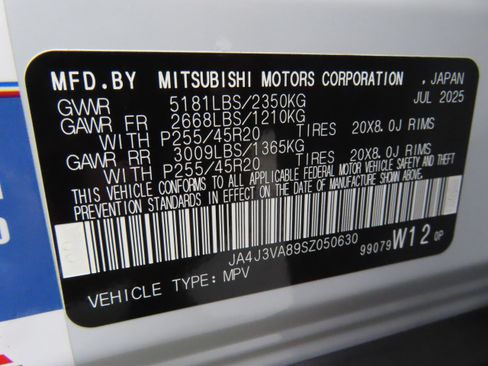 MFD.BY MITSUBISHI MOTORS CORPORATION , JAPAN
GVWR 5181LBS/2350KG JUL 2025
GAWR FR 2668LBS/1210KG
WITH P255/45R20 TIRES 20X8.0J RIMS
GAWR RR 3009LBS/1365KG
WITH P255/45R20 TIRES 20X8.0J RIMS
THIS VEHICLE CONFORMS TO ALL APPLICABLE FEDERAL MOTOR VEHICLE SAFETY AND THEFT
PREVENTION STANDARDS IN EFFECT ON THE DATE OF MANUFACTURE SHOWN ABOVE.
JA4J3VA89SZ050630 99079 W12 0P
VEHICLE TYPE: MPV